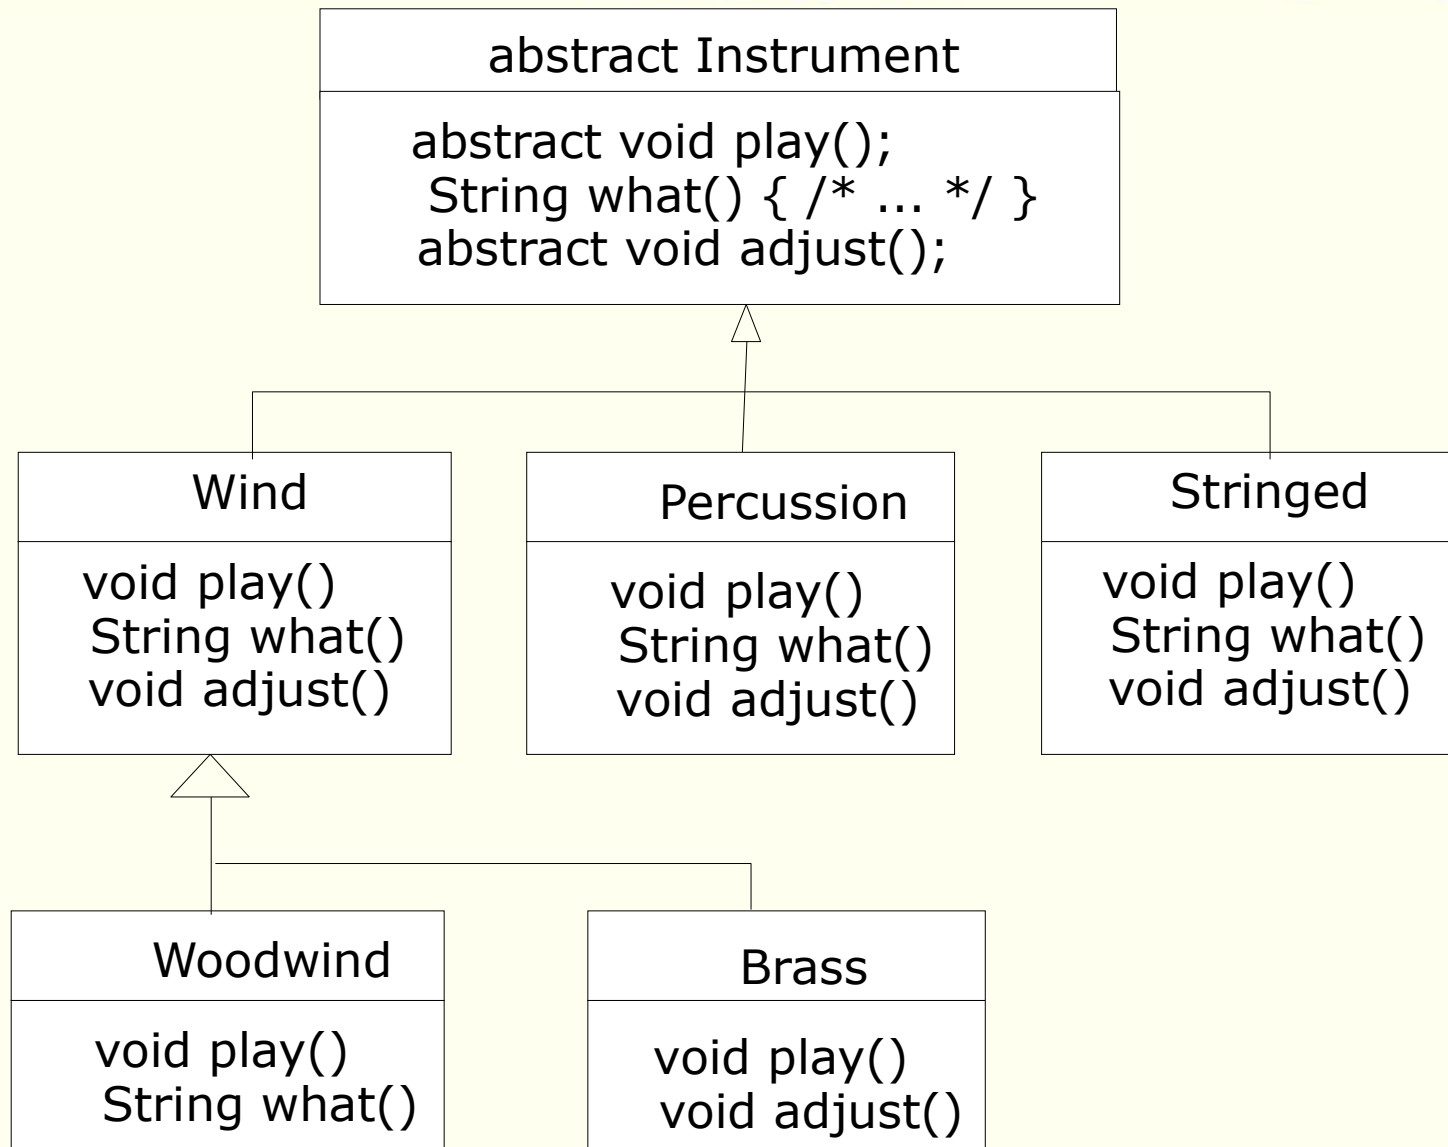 abstract Instrument
abstract void play();
String what() { /* ... */ }
abstract void adjust();
Wind
void play()
String what()
void adjust()
Percussion
void play()
String what()
void adjust()
Stringed
void play()
String what()
void adjust()
Woodwind
void play()
String what()
Brass
void play()
void adjust()